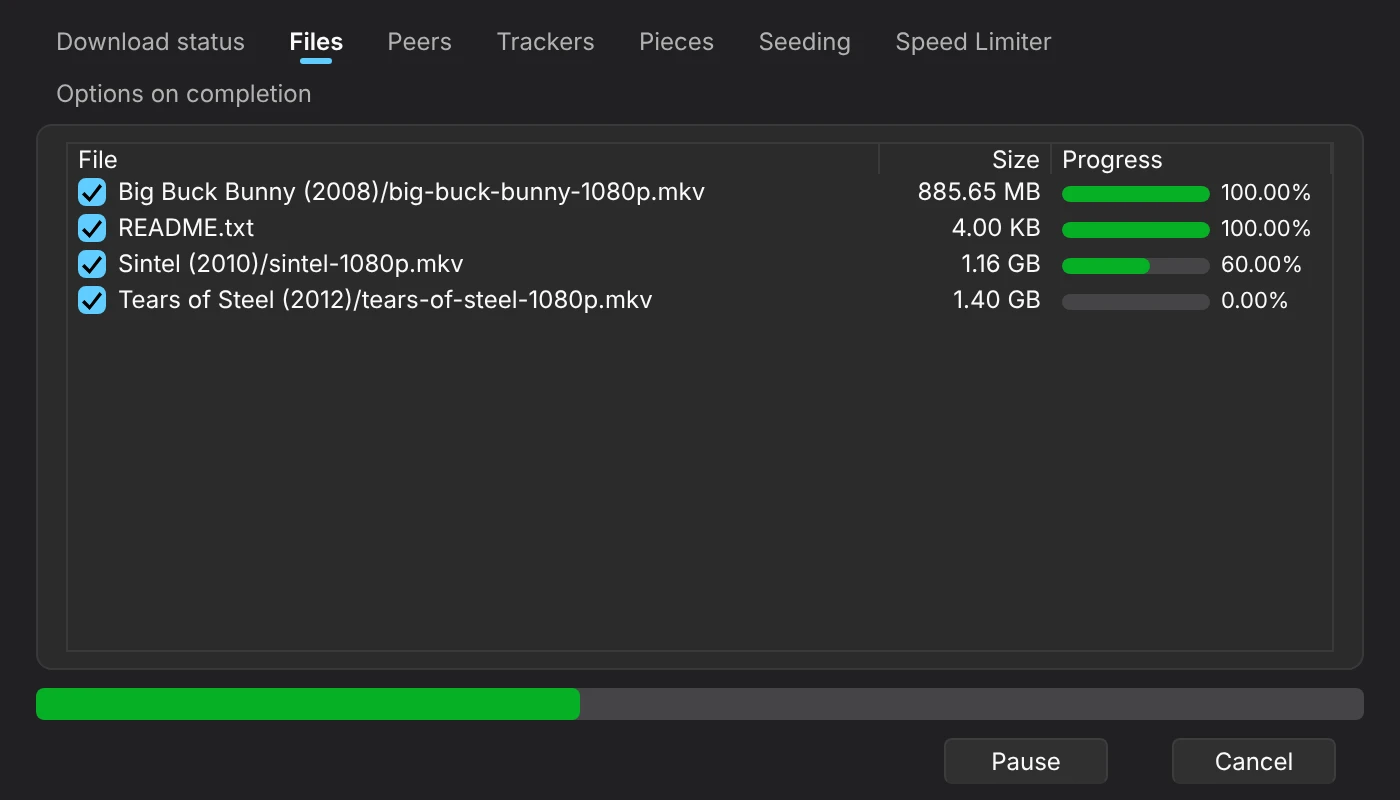 Download status Files Peers Trackers Pieces Seeding Speed Limiter
Options on completion
File Size Progress
Big Buck Bunny (2008)/big-buck-bunny-1080p.mkv 885.65 MB 100.00%
README.txt 4.00 KB 100.00%
Sintel (2010)/sintel-1080p.mkv 1.16 GB 60.00%
Tears of Steel (2012)/tears-of-steel-1080p.mkv 1.40 GB 0.00%
Pause Cancel